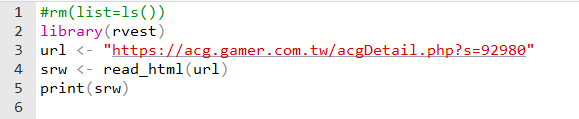 1 #rm(list=ls())
2 library(rvest)
3 url <- "https://acg.gamer.com.tw/acgDetail.php?s=92980"
4 srw <- read_html(url)
5 print(srw)
6